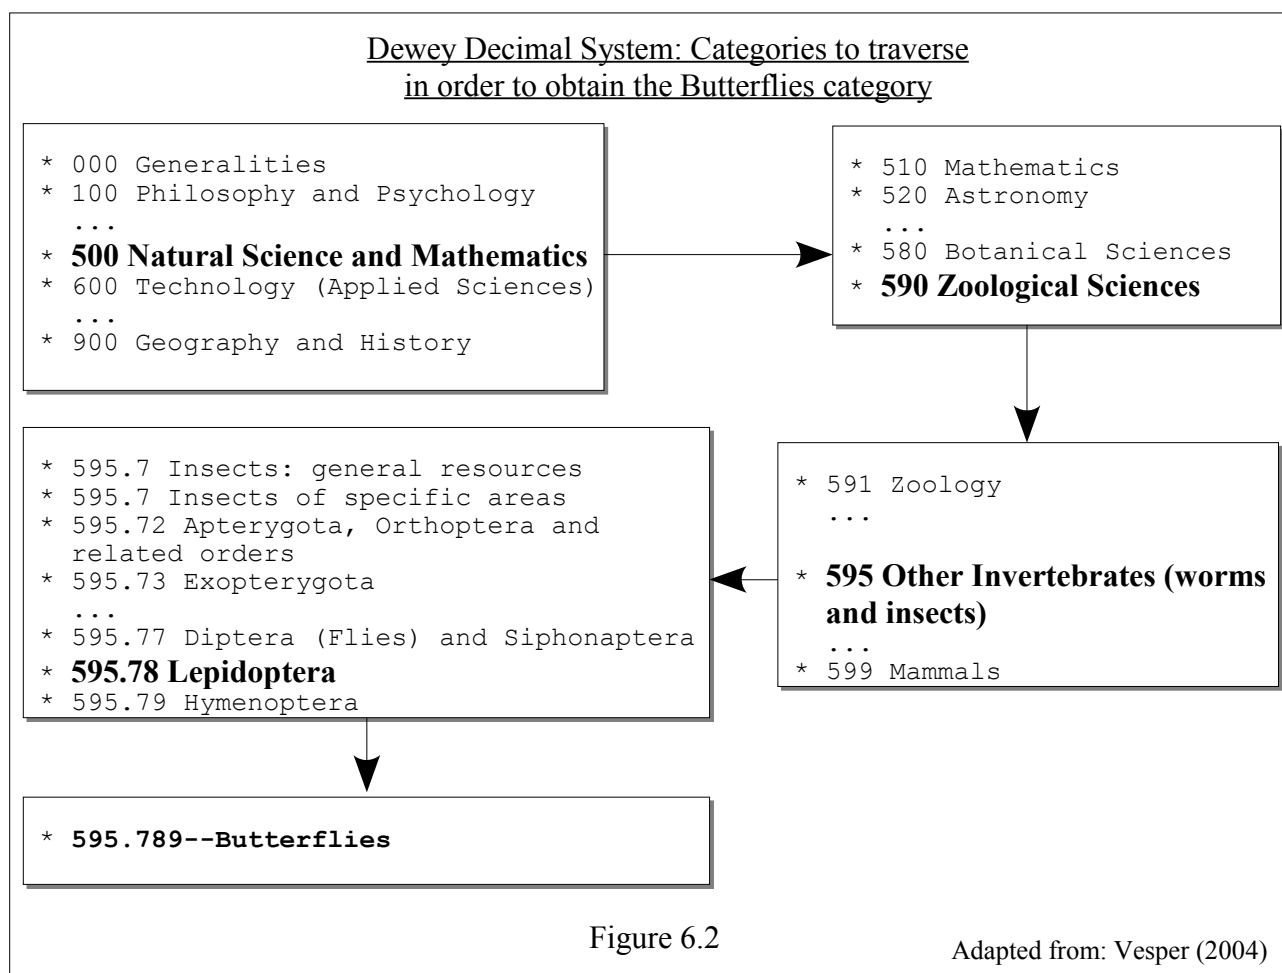 Dewey Decimal System: Categories to traverse
in order to obtain the Butterflies category
* 000 Generalities
* 100 Philosophy and Psychology
...
* 500 Natural Science and Mathematics
* 600 Technology (Applied Sciences)
...
* 900 Geography and History
* 510 Mathematics
* 520 Astronomy
...
* 580 Botanical Sciences
* 590 Zoological Sciences
* 591 Zoology
...
* 595 Other Invertebrates (worms
and insects)
...
* 599 Mammals
* 595.7 Insects: general resources
* 595.7 Insects of specific areas
* 595.72 Apterygota, Orthoptera and
related orders
* 595.73 Exopterygota
...
* 595.77 Diptera (Flies) and Siphonaptera
* 595.78 Lepidoptera
* 595.79 Hymenoptera
* 595.789--Butterflies
Figure 6.2
Adapted from: Vesper (2004)